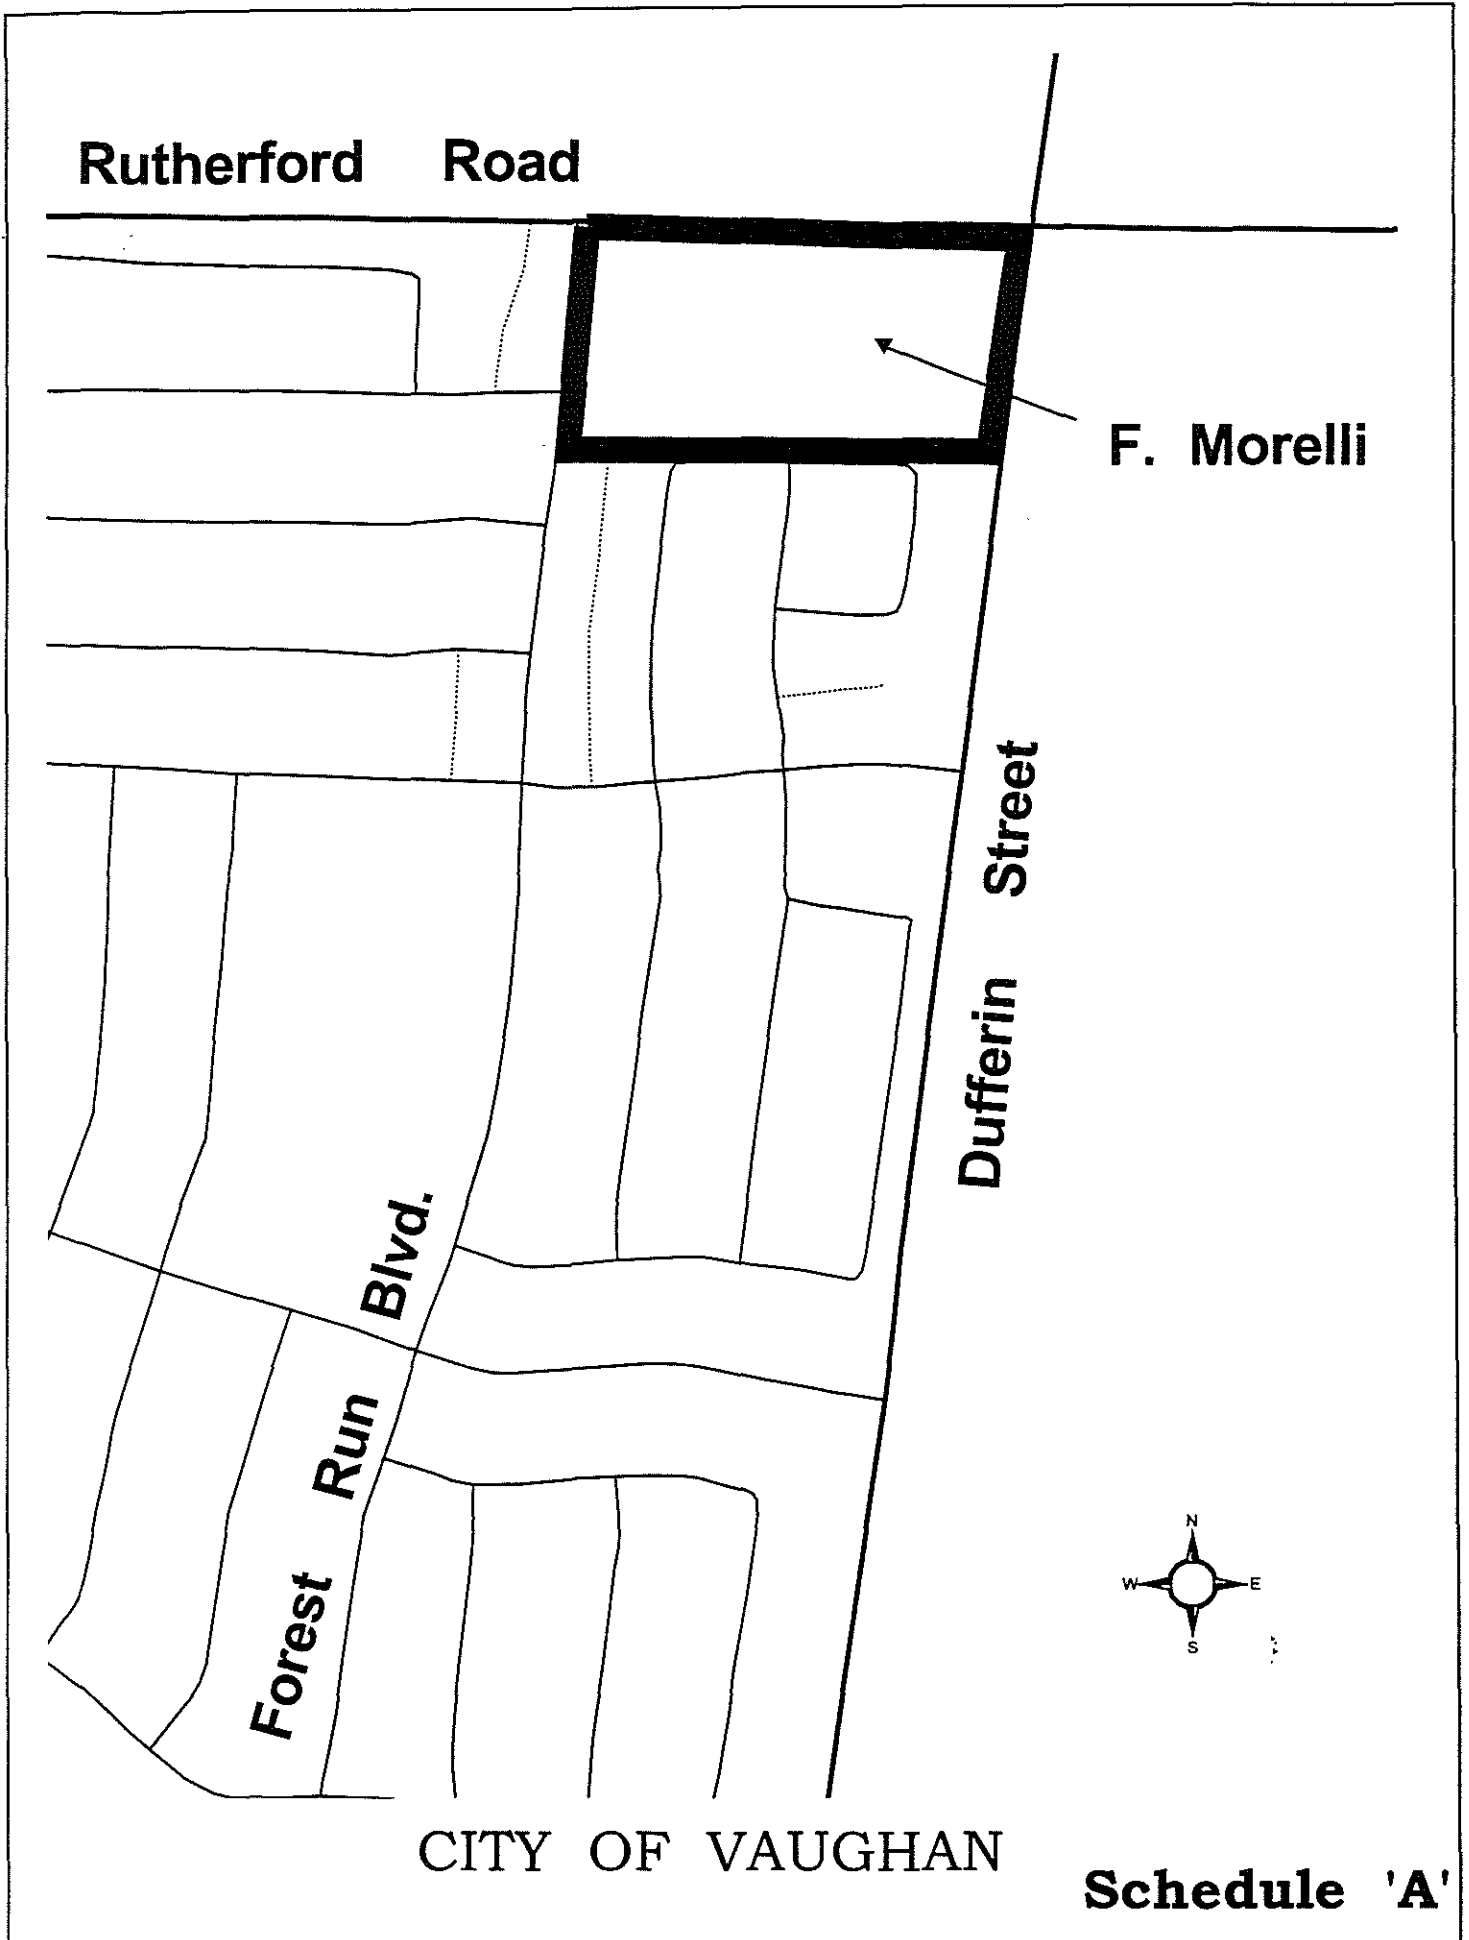 Rutherford Road
F. Morelli
Dufferin Street
Forest Run Blvd.
N
W E
S
CITY OF VAUGHAN
Schedule 'A'